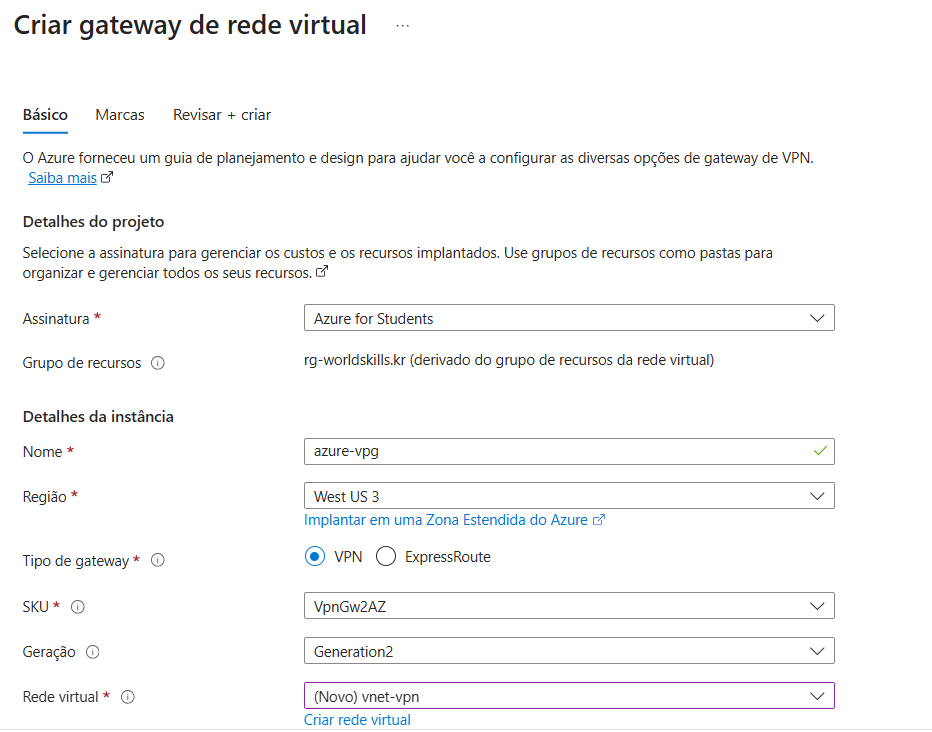 Criar gateway de rede virtual ...
Básico Marcas Revisar + criar
O Azure forneceu um guia de planejamento e design para ajudar você a configurar as diversas opções de gateway de VPN.
Saiba mais
Detalhes do projeto
Selecione a assinatura para gerenciar os custos e os recursos implantados. Use grupos de recursos como pastas para
organizar e gerenciar todos os seus recursos.
Assinatura * Azure for Students
Grupo de recursos rg-worldskills.kr (derivado do grupo de recursos da rede virtual)
Detalhes da instância
Nome * azure-vpg
Região * West US 3
Implantar em uma Zona Estendida do Azure
Tipo de gateway * VPN ExpressRoute
SKU * VpnGw2AZ
Geração Generation2
Rede virtual * (Novo) vnet-vpn
Criar rede virtual